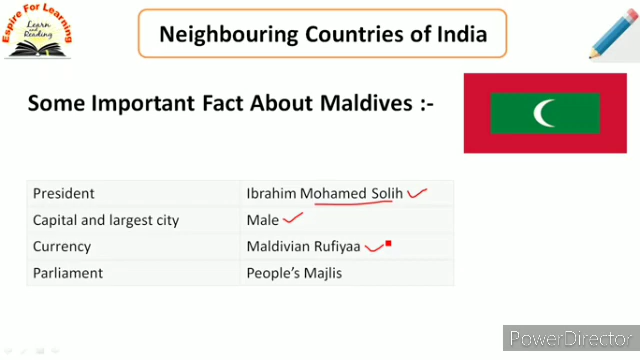 Espire For Learning
Learn
and
Reading
Neighbouring Countries of India
Some Important Fact About Maldives :-
President Ibrahim Mohamed Solih
Capital and largest city Male
Currency Maldivian Rufiyaa
Parliament People's Majlis
PowerDirector